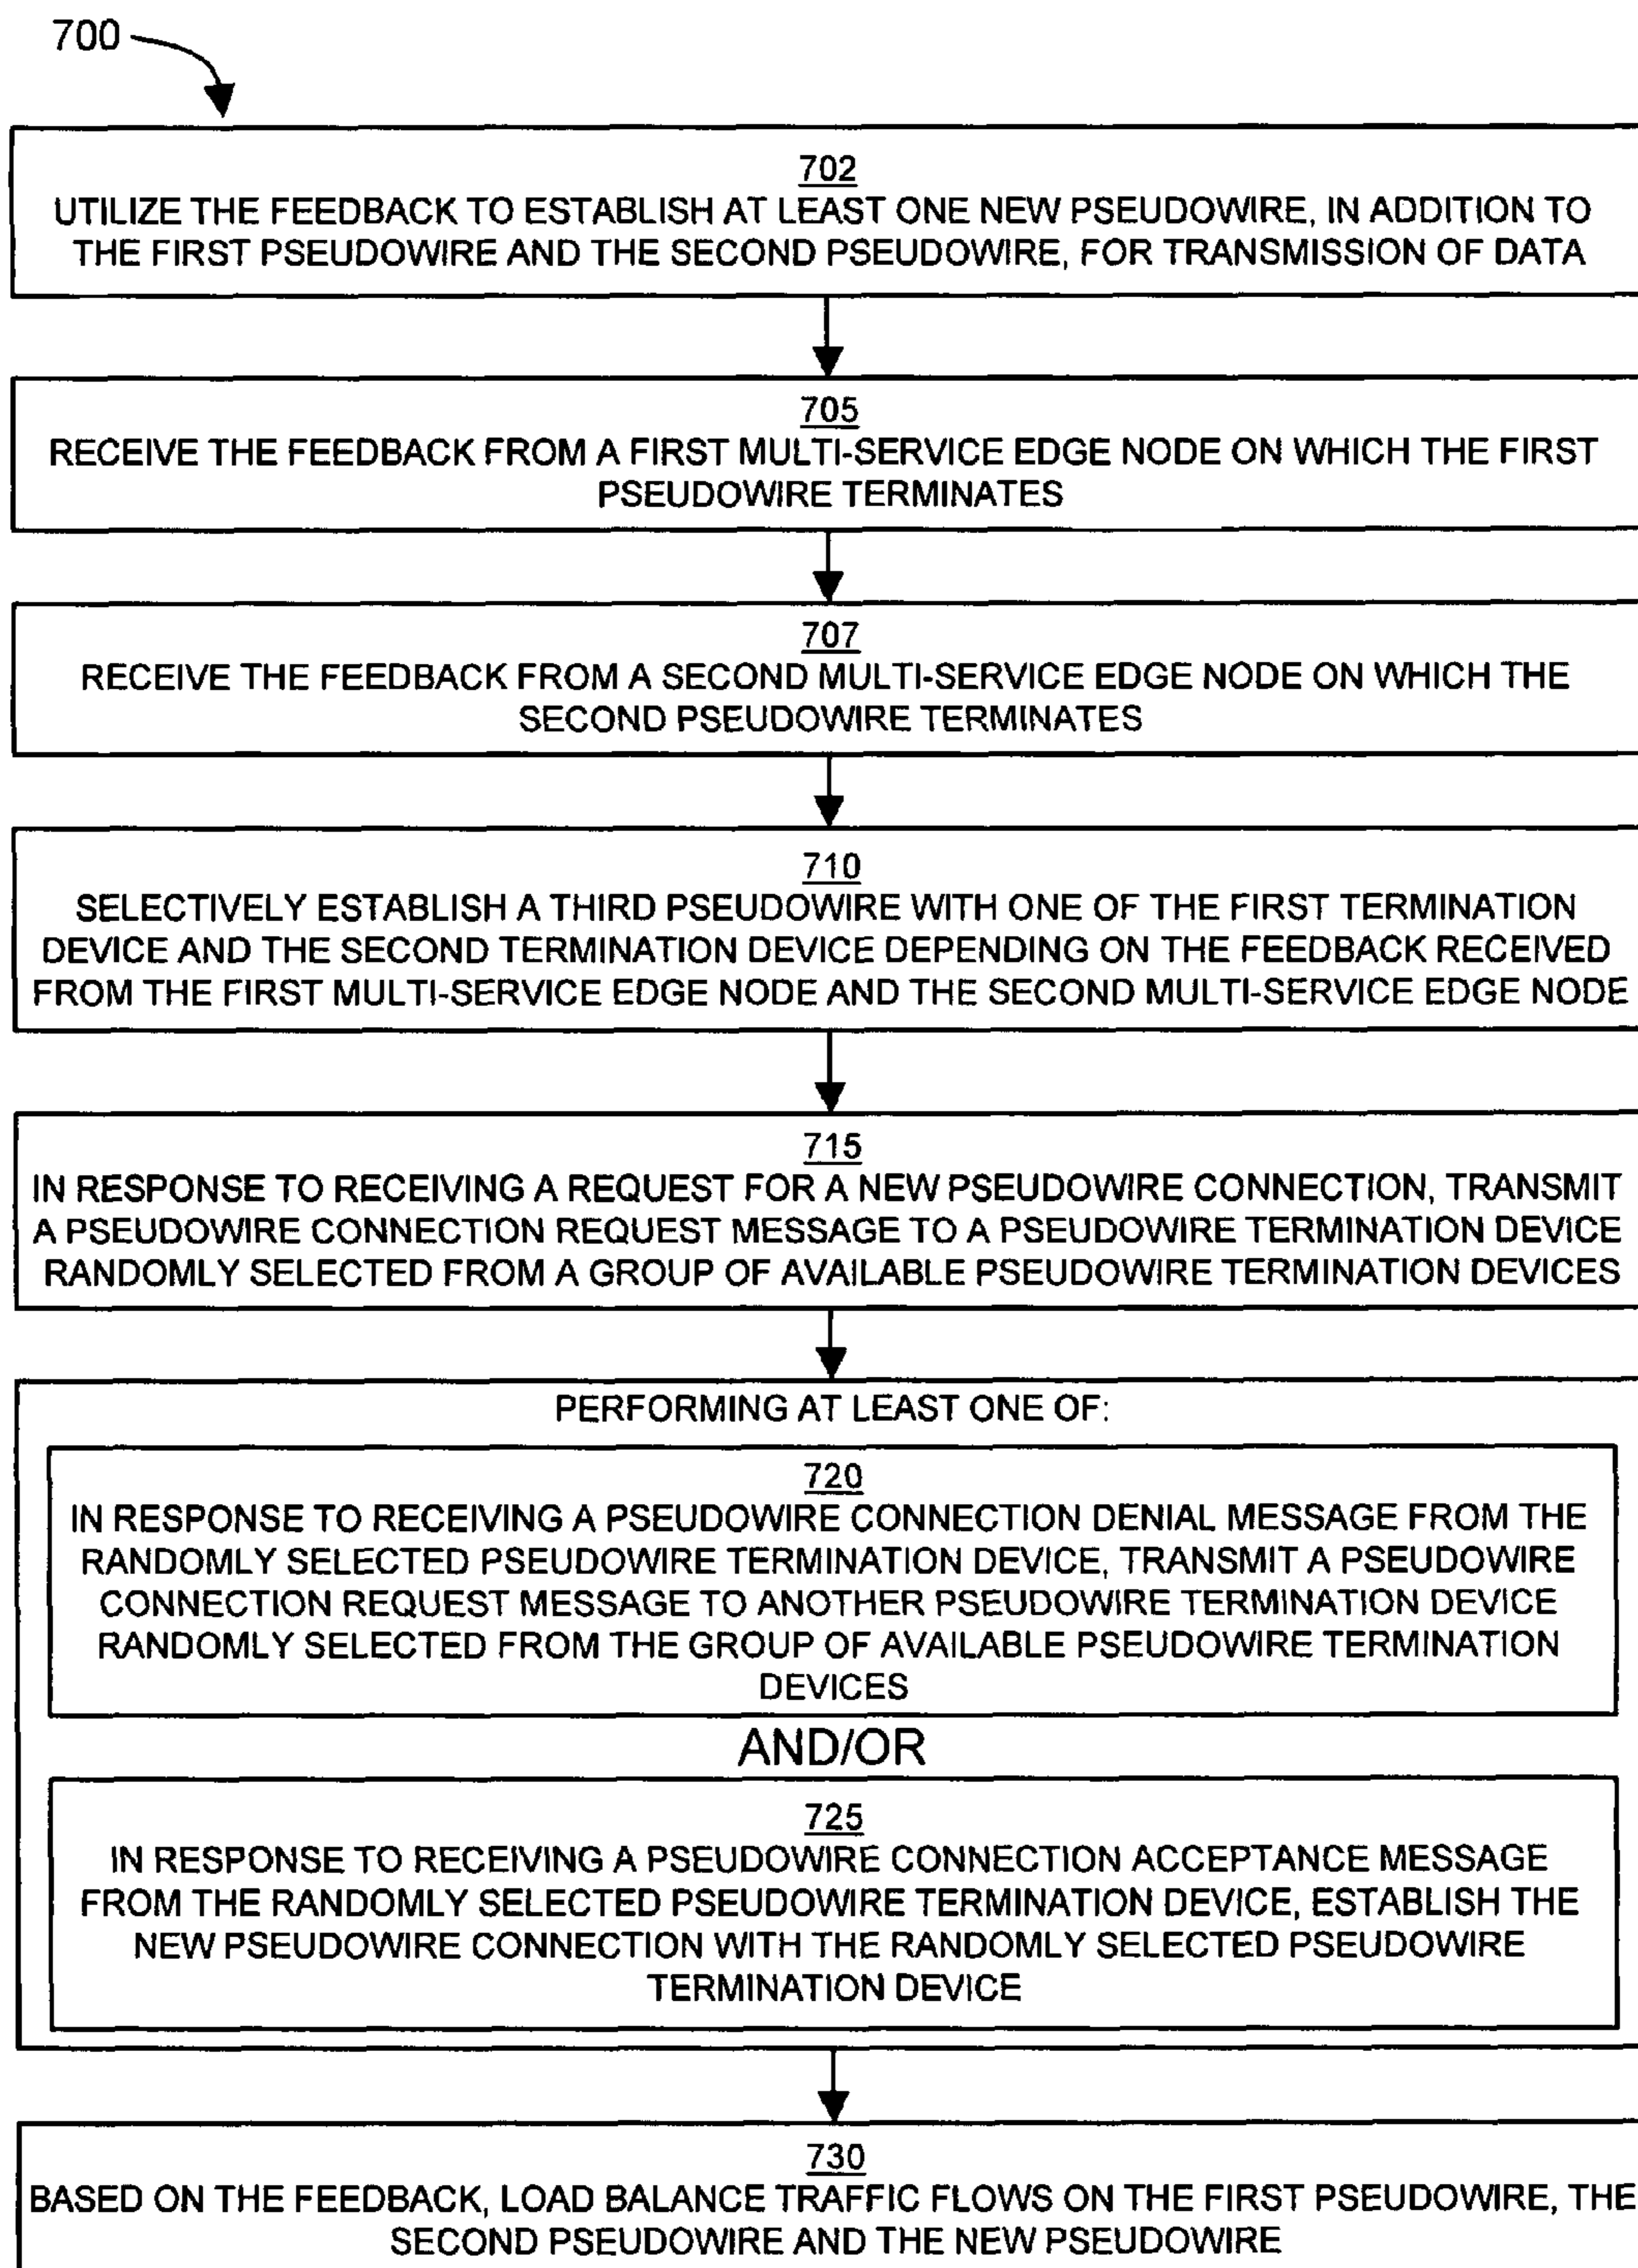 700
702
UTILIZE THE FEEDBACK TO ESTABLISH AT LEAST ONE NEW PSEUDOWIRE, IN ADDITION TO
THE FIRST PSEUDOWIRE AND THE SECOND PSEUDOWIRE, FOR TRANSMISSION OF DATA
705
RECEIVE THE FEEDBACK FROM A FIRST MULTI-SERVICE EDGE NODE ON WHICH THE FIRST
PSEUDOWIRE TERMINATES
707
RECEIVE THE FEEDBACK FROM A SECOND MULTI-SERVICE EDGE NODE ON WHICH THE
SECOND PSEUDOWIRE TERMINATES
710
SELECTIVELY ESTABLISH A THIRD PSEUDOWIRE WITH ONE OF THE FIRST TERMINATION
DEVICE AND THE SECOND TERMINATION DEVICE DEPENDING ON THE FEEDBACK RECEIVED
FROM THE FIRST MULTI-SERVICE EDGE NODE AND THE SECOND MULTI-SERVICE EDGE NODE
715
IN RESPONSE TO RECEIVING A REQUEST FOR A NEW PSEUDOWIRE CONNECTION, TRANSMIT
A PSEUDOWIRE CONNECTION REQUEST MESSAGE TO A PSEUDOWIRE TERMINATION DEVICE
RANDOMLY SELECTED FROM A GROUP OF AVAILABLE PSEUDOWIRE TERMINATION DEVICES
PERFORMING AT LEAST ONE OF:
720
IN RESPONSE TO RECEIVING A PSEUDOWIRE CONNECTION DENIAL MESSAGE FROM THE
RANDOMLY SELECTED PSEUDOWIRE TERMINATION DEVICE, TRANSMIT A PSEUDOWIRE
CONNECTION REQUEST MESSAGE TO ANOTHER PSEUDOWIRE TERMINATION DEVICE
RANDOMLY SELECTED FROM THE GROUP OF AVAILABLE PSEUDOWIRE TERMINATION
DEVICES
AND/OR
725
IN RESPONSE TO RECEIVING A PSEUDOWIRE CONNECTION ACCEPTANCE MESSAGE
FROM THE RANDOMLY SELECTED PSEUDOWIRE TERMINATION DEVICE, ESTABLISH THE
NEW PSEUDOWIRE CONNECTION WITH THE RANDOMLY SELECTED PSEUDOWIRE
TERMINATION DEVICE
730
BASED ON THE FEEDBACK, LOAD BALANCE TRAFFIC FLOWS ON THE FIRST PSEUDOWIRE, THE
SECOND PSEUDOWIRE AND THE NEW PSEUDOWIRE